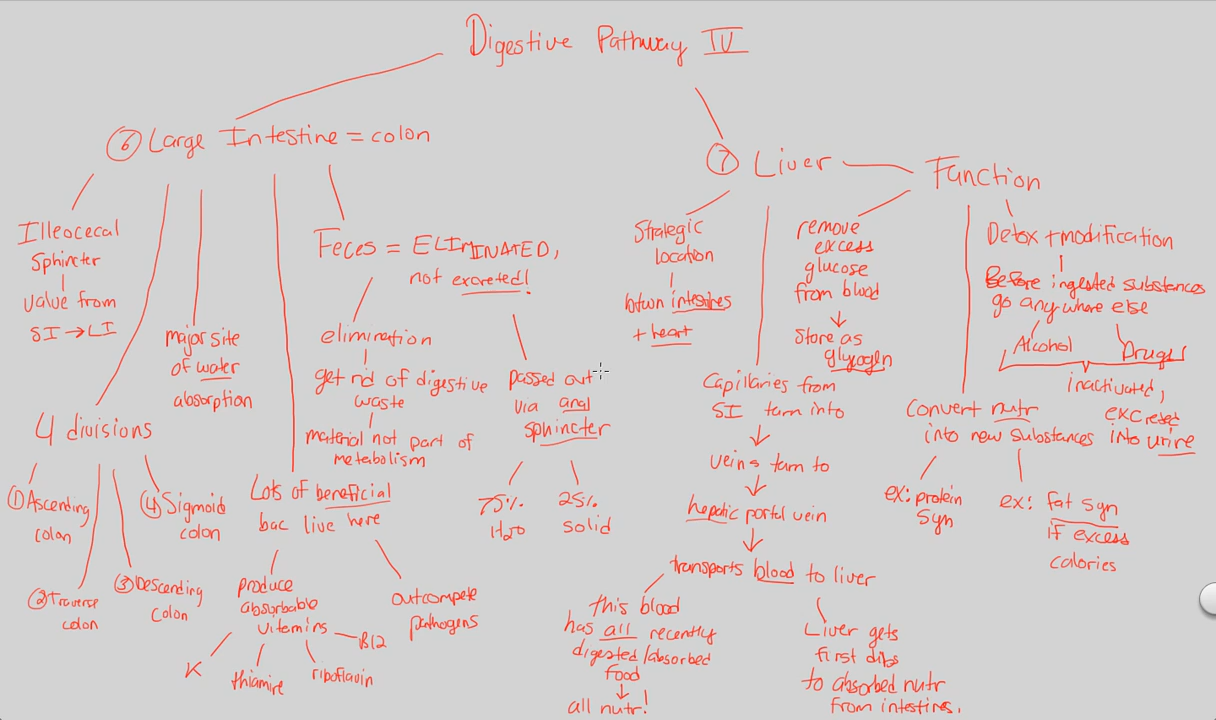 Digestive Pathway IV
⑥ Large Intestine = colon
Illeocecal
Sphincter
valve from
SI → LI
4 divisions
① Ascending
colon
② Traverse
colon
③ Descending
colon
④ Sigmoid
colon
major site
of water
absorption
Lots of beneficial
bac live here
produce
absorbable
vitamins
K
thiamine
riboflavin
B12
outcompete
pathogens
Feces = ELIMINATED,
not excreted!
elimination
get rid of digestive
waste
material not part of
metabolism
passed out
via anal
sphincter
75%
H2O
25%
solid
⑦ Liver
Strategic
location
btwn intestines
+ heart
Capillaries from
SI turn into
veins turn to
hepatic portal vein
transports blood to liver
this blood
has all recently
digested/absorbed
food
all nutr!
Liver gets
first dibs
to absorbed nutr
from intestines.
Function
remove
excess
glucose
from blood
Store as
glycogen
Convert nutr
into new substances
ex: protein
syn
ex: fat syn
if excess
calories
Detox + modification
Before ingested substances
go anywhere else
Alcohol
Drugs
inactivated,
excreted
into urine